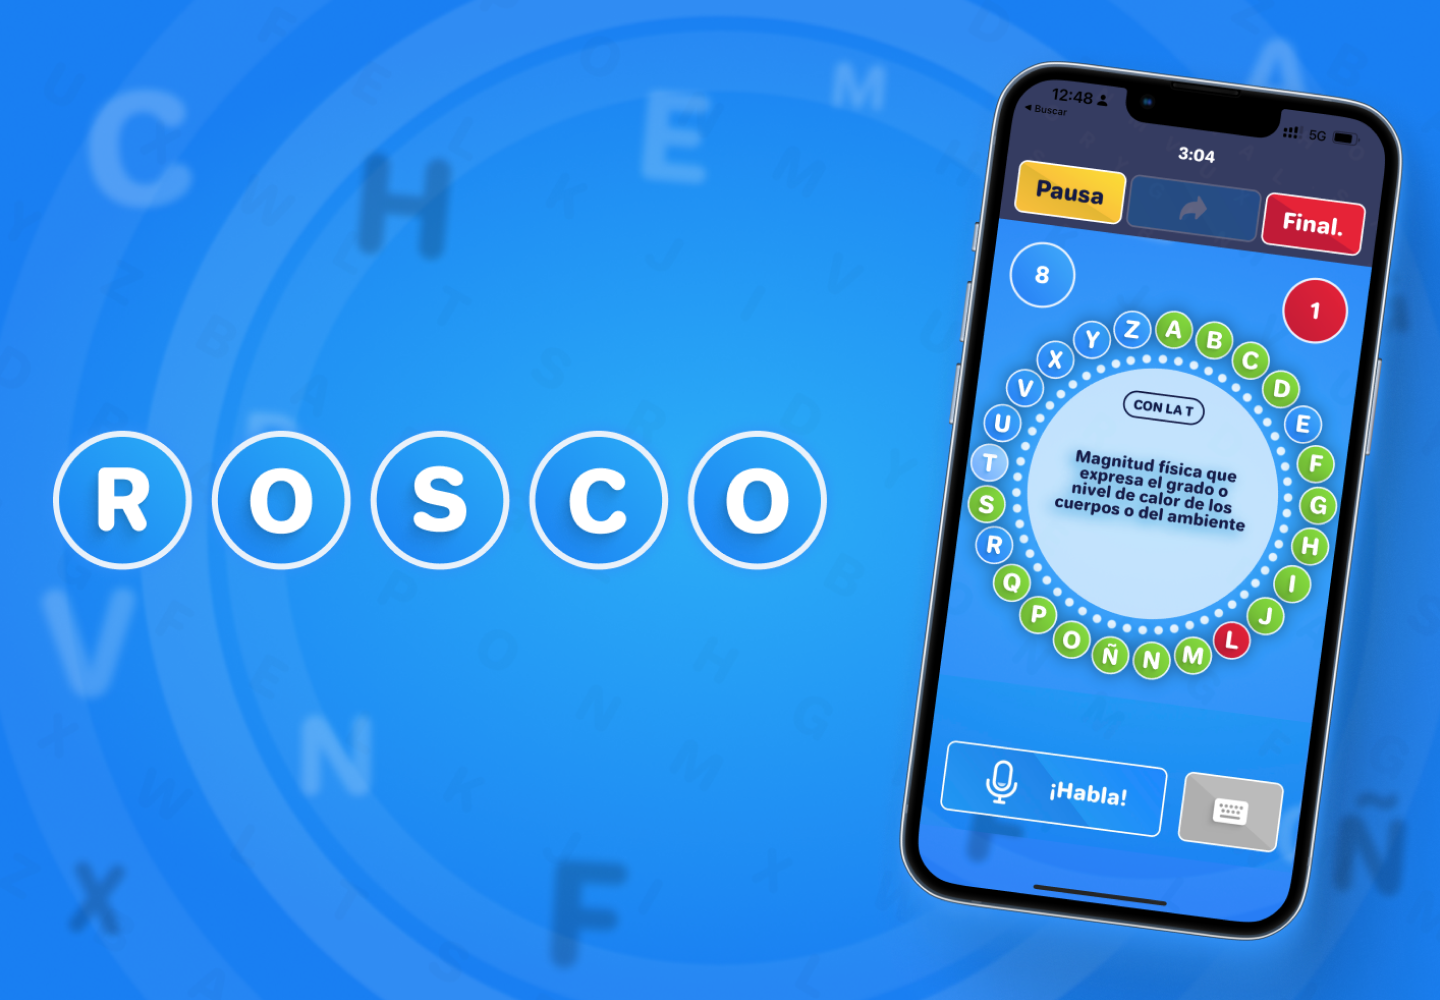 ROSCO
12:48
Buscar
5G
3:04
Pausa
Final.
8
1
A
B
C
D
E
F
G
H
I
J
L
M
N
Ñ
O
P
Q
R
S
T
U
V
X
Y
Z
CON LA T
Magnitud física que
expresa el grado o
nivel de calor de los
cuerpos o del ambiente
¡Habla!
C
H
E
M
A
V
N
X
F
F
Ñ